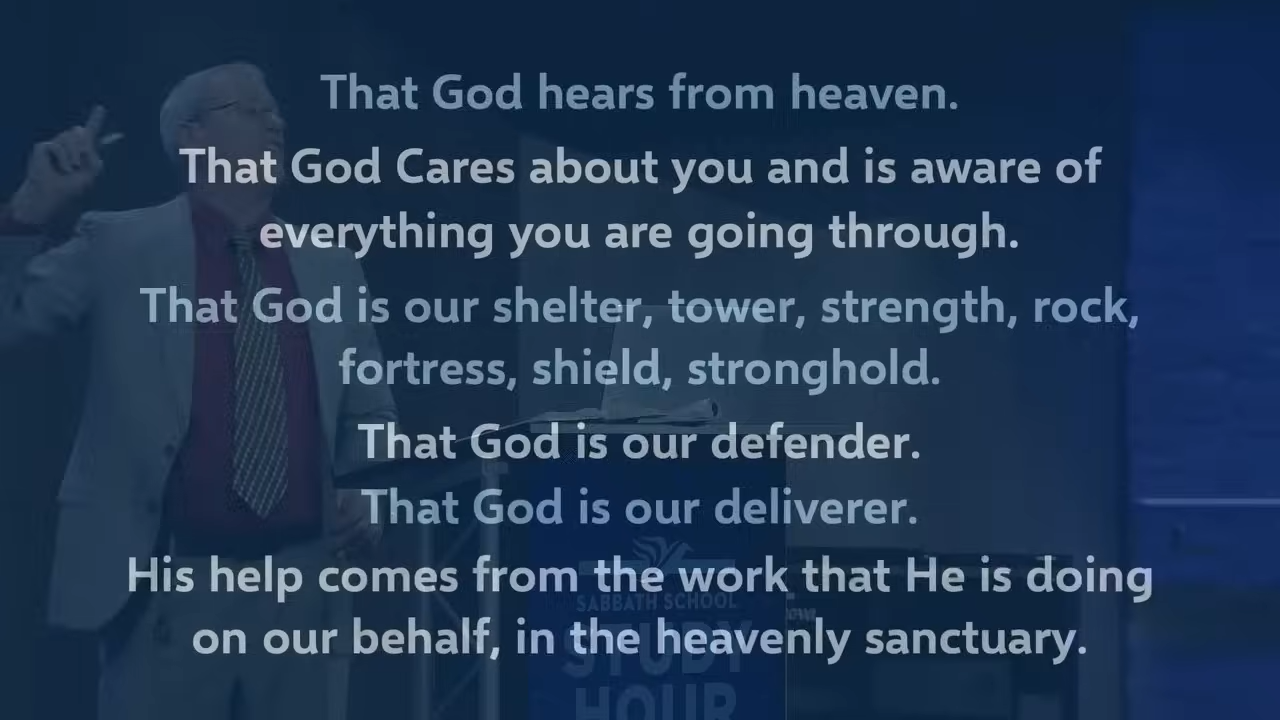 That God hears from heaven.
That God Cares about you and is aware of
everything you are going through.
That God is our shelter, tower, strength, rock,
fortress, shield, stronghold.
That God is our defender.
That God is our deliverer.
His help comes from the work that He is doing
on our behalf, in the heavenly sanctuary.
SABBATH SCHOOL
STUDY
HOUR